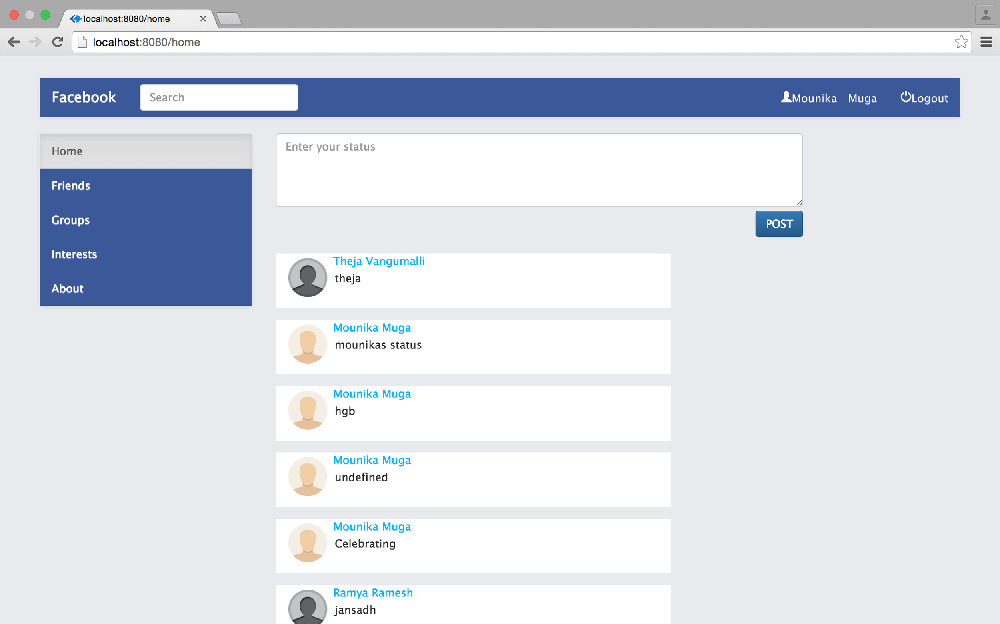 localhost:8080/home
localhost:8080/home
Facebook
Search
Mounika Muga
Logout
Home
Friends
Groups
Interests
About
Enter your status
POST
Theja Vangumalli
theja
Mounika Muga
mounikas status
Mounika Muga
hgb
Mounika Muga
undefined
Mounika Muga
Celebrating
Ramya Ramesh
jansadh